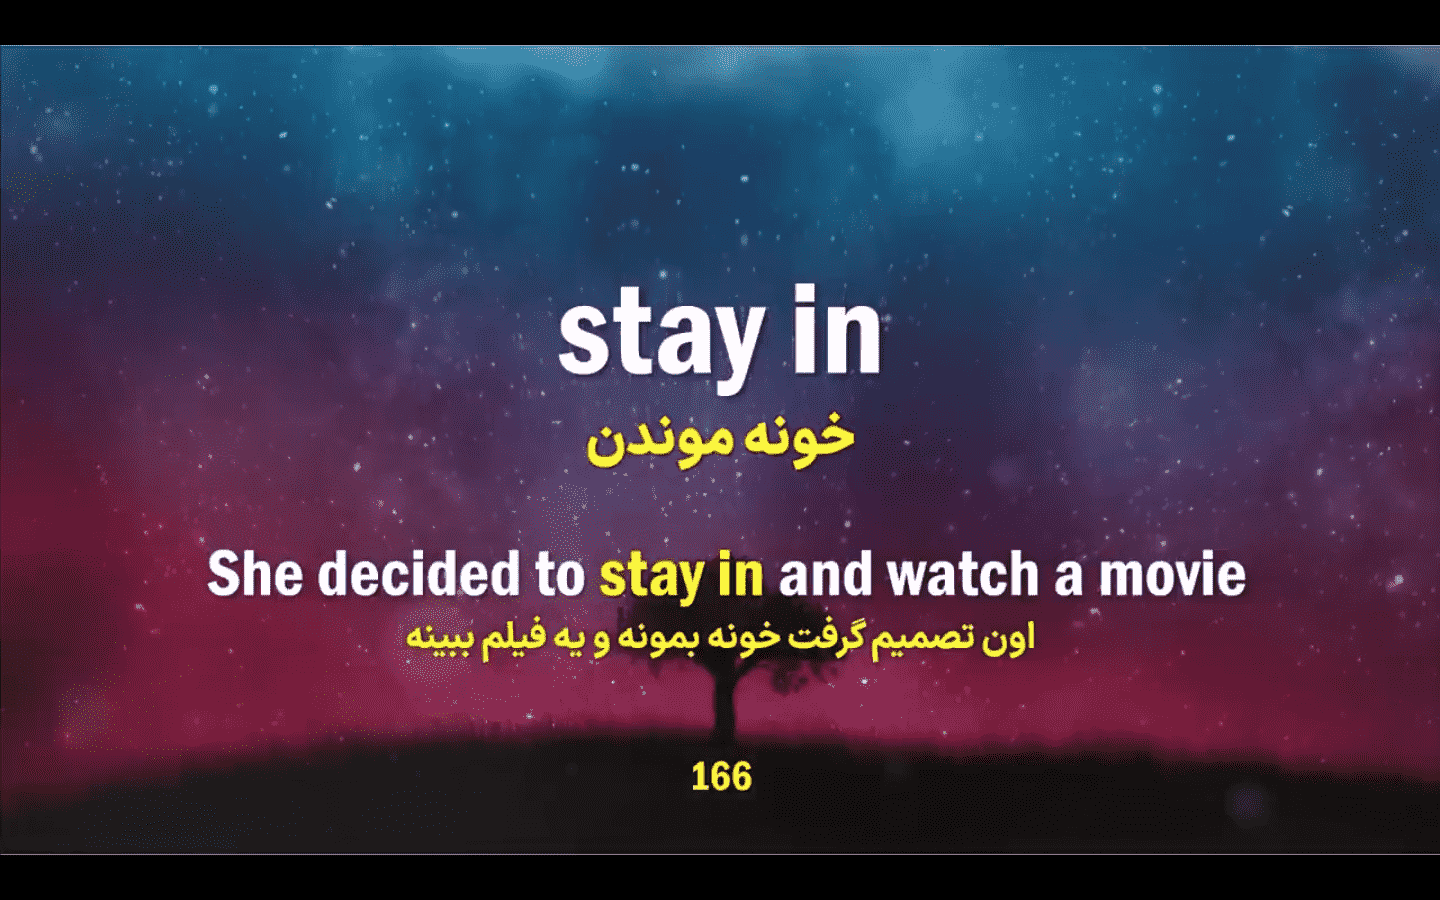 stay in
خونه موندن
She decided to stay in and watch a movie
اون تصمیم گرفت خونه بمونه و یه فیلم ببینه
166